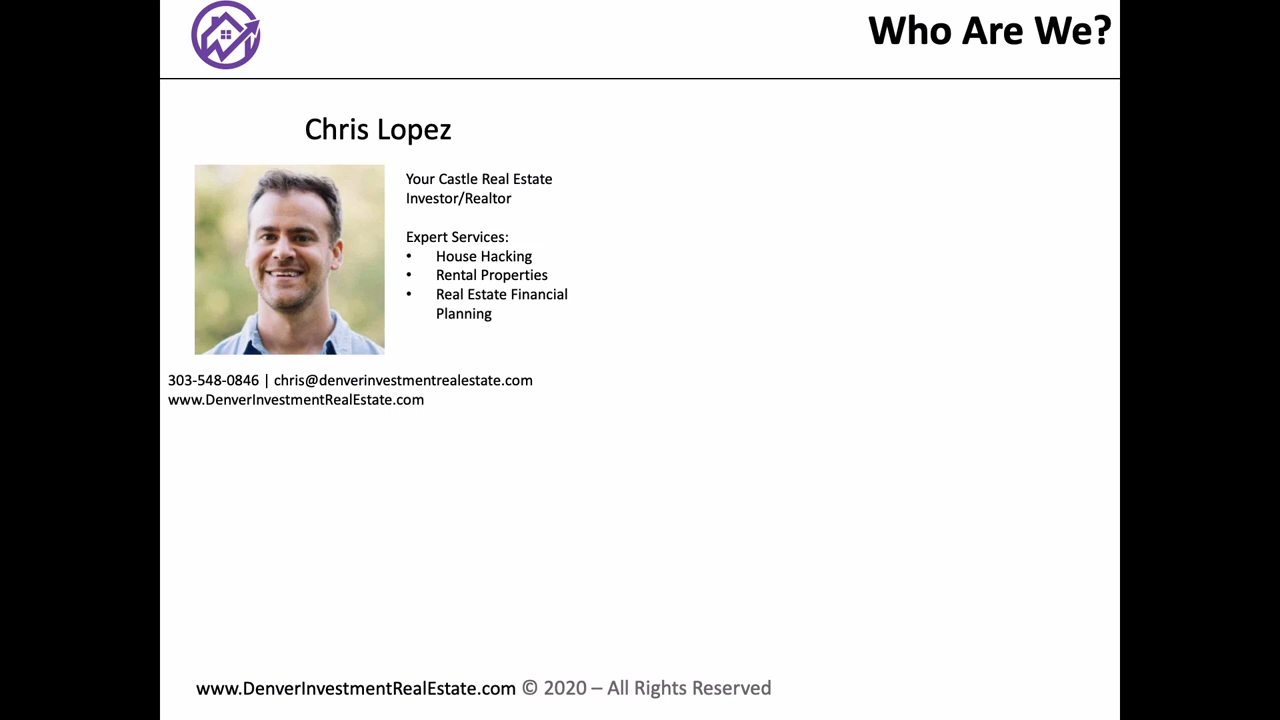 Who Are We?
Chris Lopez
Your Castle Real Estate
Investor/Realtor
Expert Services:
• House Hacking
• Rental Properties
• Real Estate Financial
Planning
303-548-0846 | chris@denverinvestmentrealestate.com
www.DenverInvestmentRealEstate.com
www.DenverInvestmentRealEstate.com © 2020 – All Rights Reserved